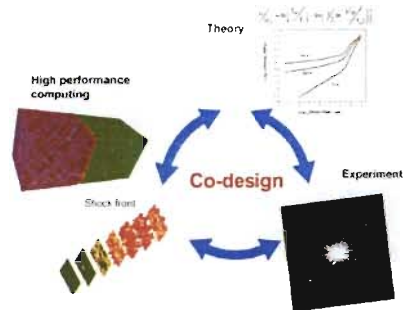 Theory
High performance
computing
Co-design
Experiment
Shock front